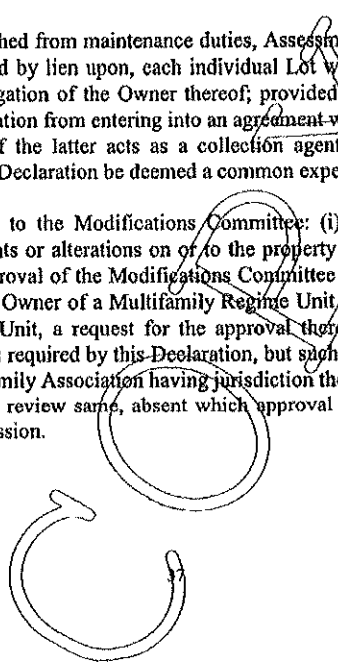 hed from maintenance duties, Assessm
d by lien upon, each individual Lot w
gation of the Owner thereof; provided
ation from entering into an agreement w
f the latter acts as a collection agent
Declaration be deemed a common expe
to the Modifications Committee: (i)
nts or alterations on or to the property
roval of the Modifications Committee
Owner of a Multifamily Regime Unit
Unit, a request for the approval there
s required by this Declaration, but such
mily Association having jurisdiction the
review same, absent which approval
ssion.
37
COP